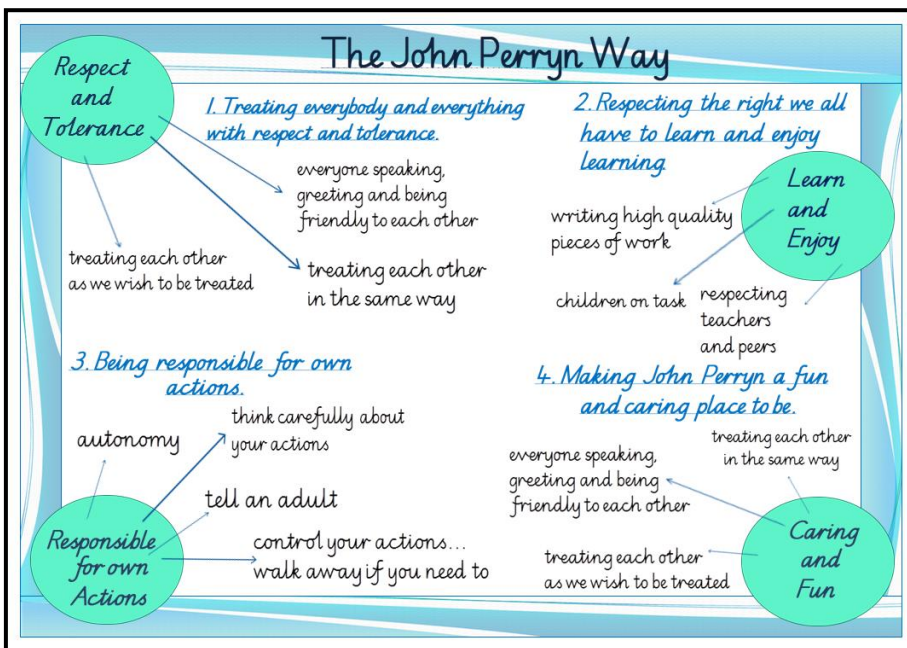 The John Perryn Way
Respect
and
Tolerance
1. Treating everybody and everything
with respect and tolerance.
everyone speaking,
greeting and being
friendly to each other
treating each other
as we wish to be treated
treating each other
in the same way
2. Respecting the right we all
have to learn and enjoy
learning
Learn
and
Enjoy
writing high quality
pieces of work
children on task
respecting
teachers
and peers
3. Being responsible for own
actions.
think carefully about
your actions
autonomy
tell an adult
control your actions...
walk away if you need to
Responsible
for own
Actions
4. Making John Perryn a fun
and caring place to be.
treating each other
in the same way
everyone speaking,
greeting and being
friendly to each other
treating each other
as we wish to be treated
Caring
and
Fun